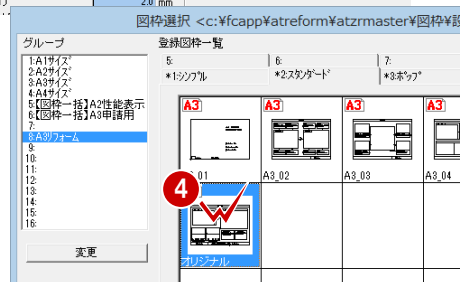 2.0 mm
図枠選択 <c:¥fcapp¥atreform¥atzrmaster¥図枠¥設
グループ
登録図枠一覧
1:A1サイズ
2:A2サイズ
3:A3サイズ
4:A4サイズ
5:【図枠一括】A2性能表示
6:【図枠一括】A3申請用
7:
8:A3リフォーム
9:
10:
11:
12:
13:
14:
15:
16:
変更
5:
6:
7:
*1:シンプル
*2:スタンダード
*3:ポップ
A3
A3
A3
A3
_01
A3_02
A3_03
A3_04
4
オリジナル